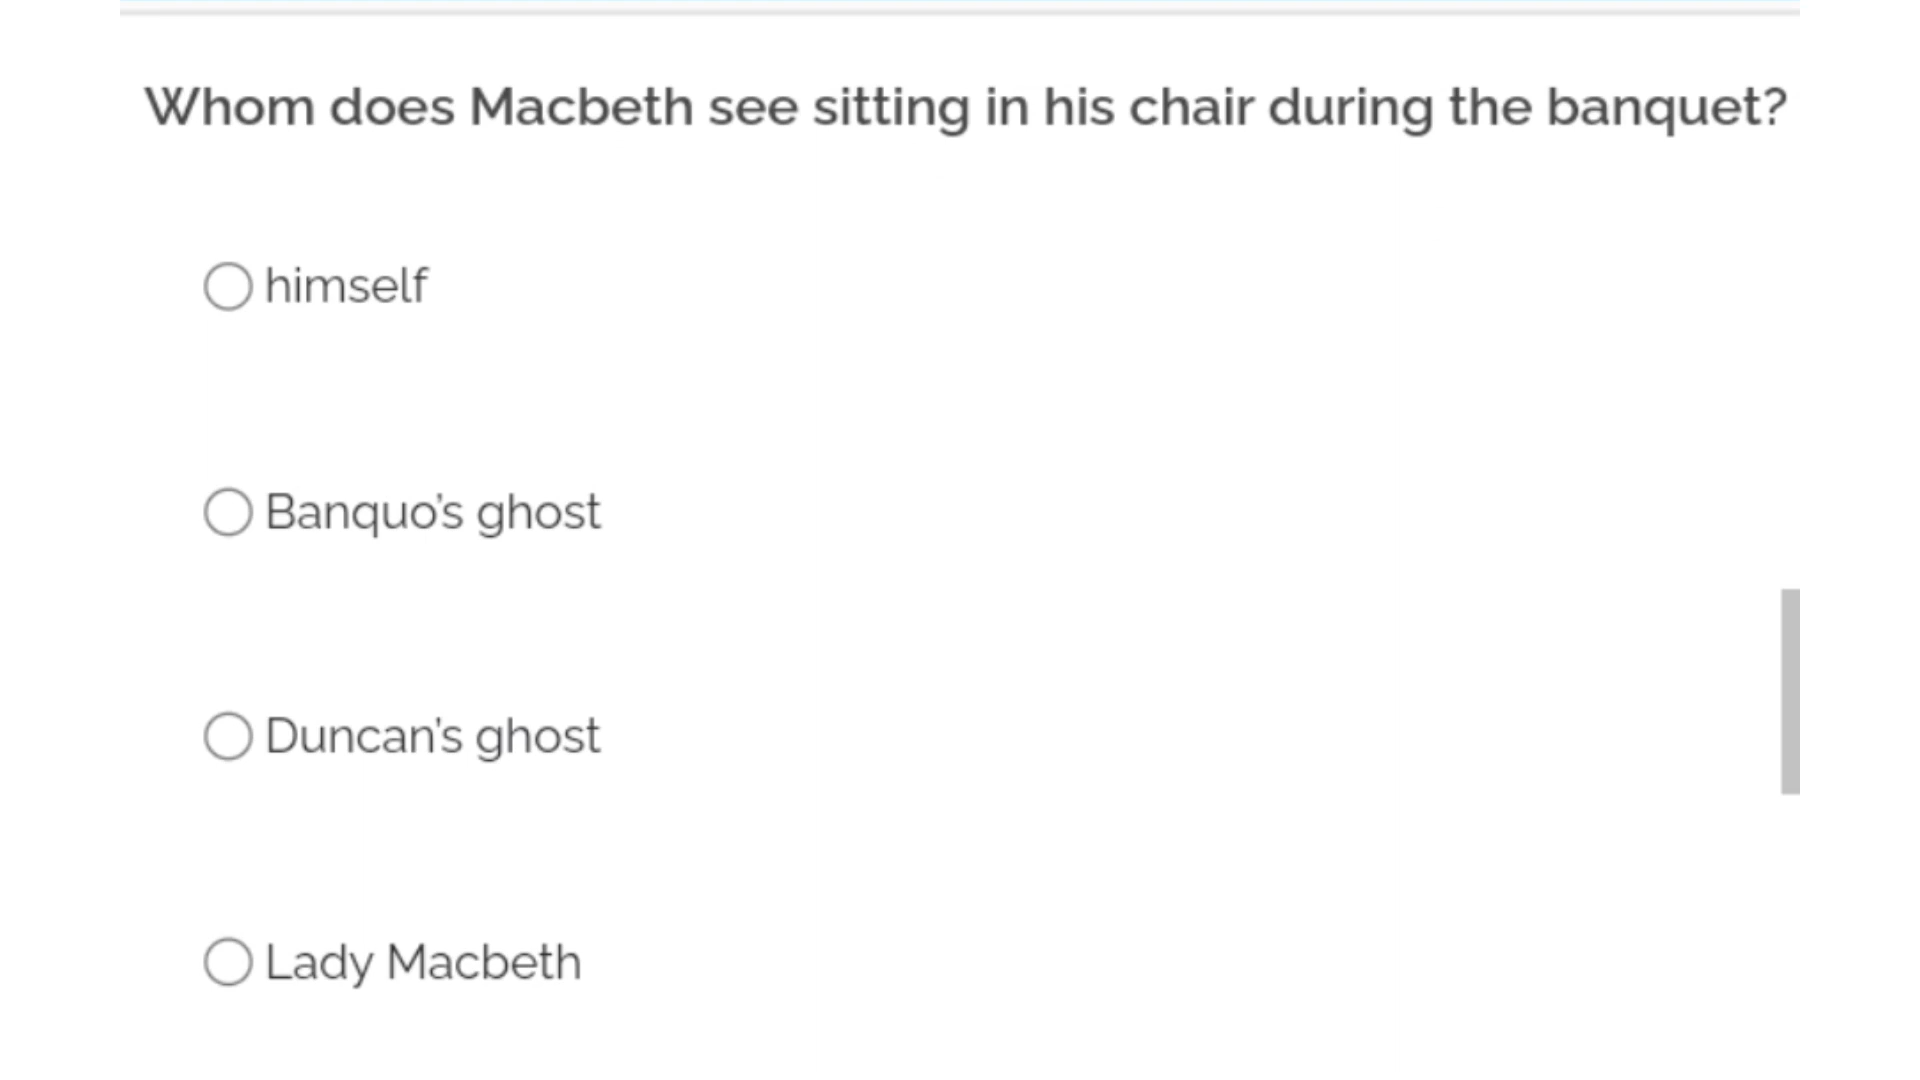 Whom does Macbeth see sitting in his chair during the banquet?
himself
Banquo's ghost
Duncan's ghost
Lady Macbeth